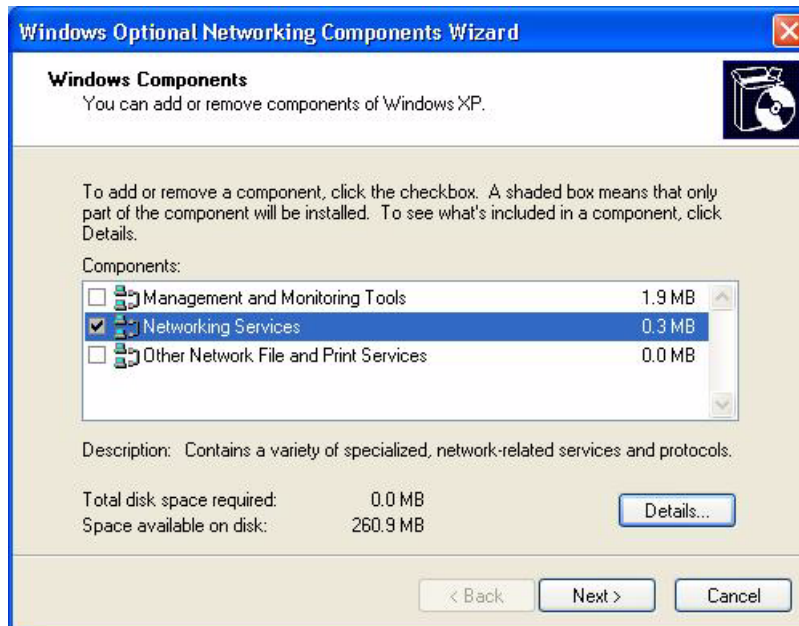 Windows Optional Networking Components Wizard
Windows Components
You can add or remove components of Windows XP.
To add or remove a component, click the checkbox. A shaded box means that only
part of the component will be installed. To see what's included in a component, click
Details.
Components:
Management and Monitoring Tools 1.9 MB
Networking Services 0.3 MB
Other Network File and Print Services 0.0 MB
Description: Contains a variety of specialized, network-related services and protocols.
Total disk space required: 0.0 MB
Space available on disk: 260.9 MB
Details...
< Back Next > Cancel